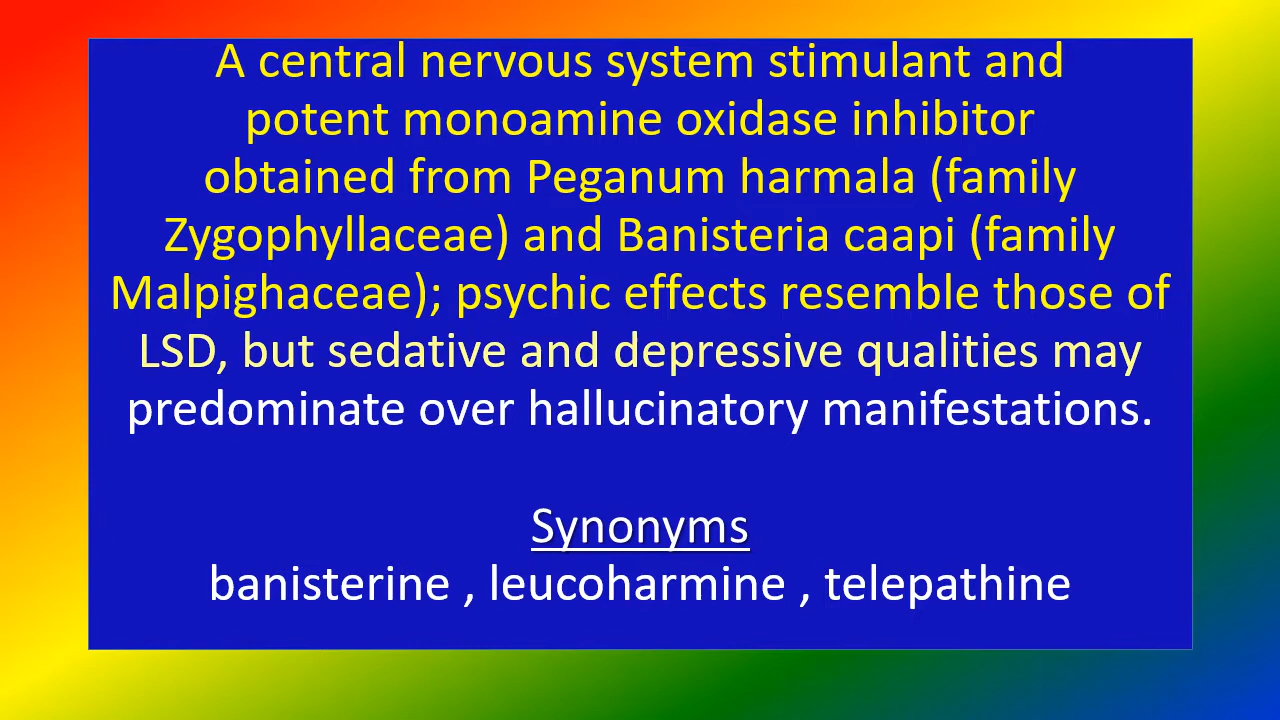 A central nervous system stimulant and
potent monoamine oxidase inhibitor
obtained from Peganum harmala (family
Zygophyllaceae) and Banisteria caapi (family
Malpighaceae); psychic effects resemble those of
LSD, but sedative and depressive qualities may
predominate over hallucinatory manifestations.
Synonyms
banisterine , leucoharmine , telepathine